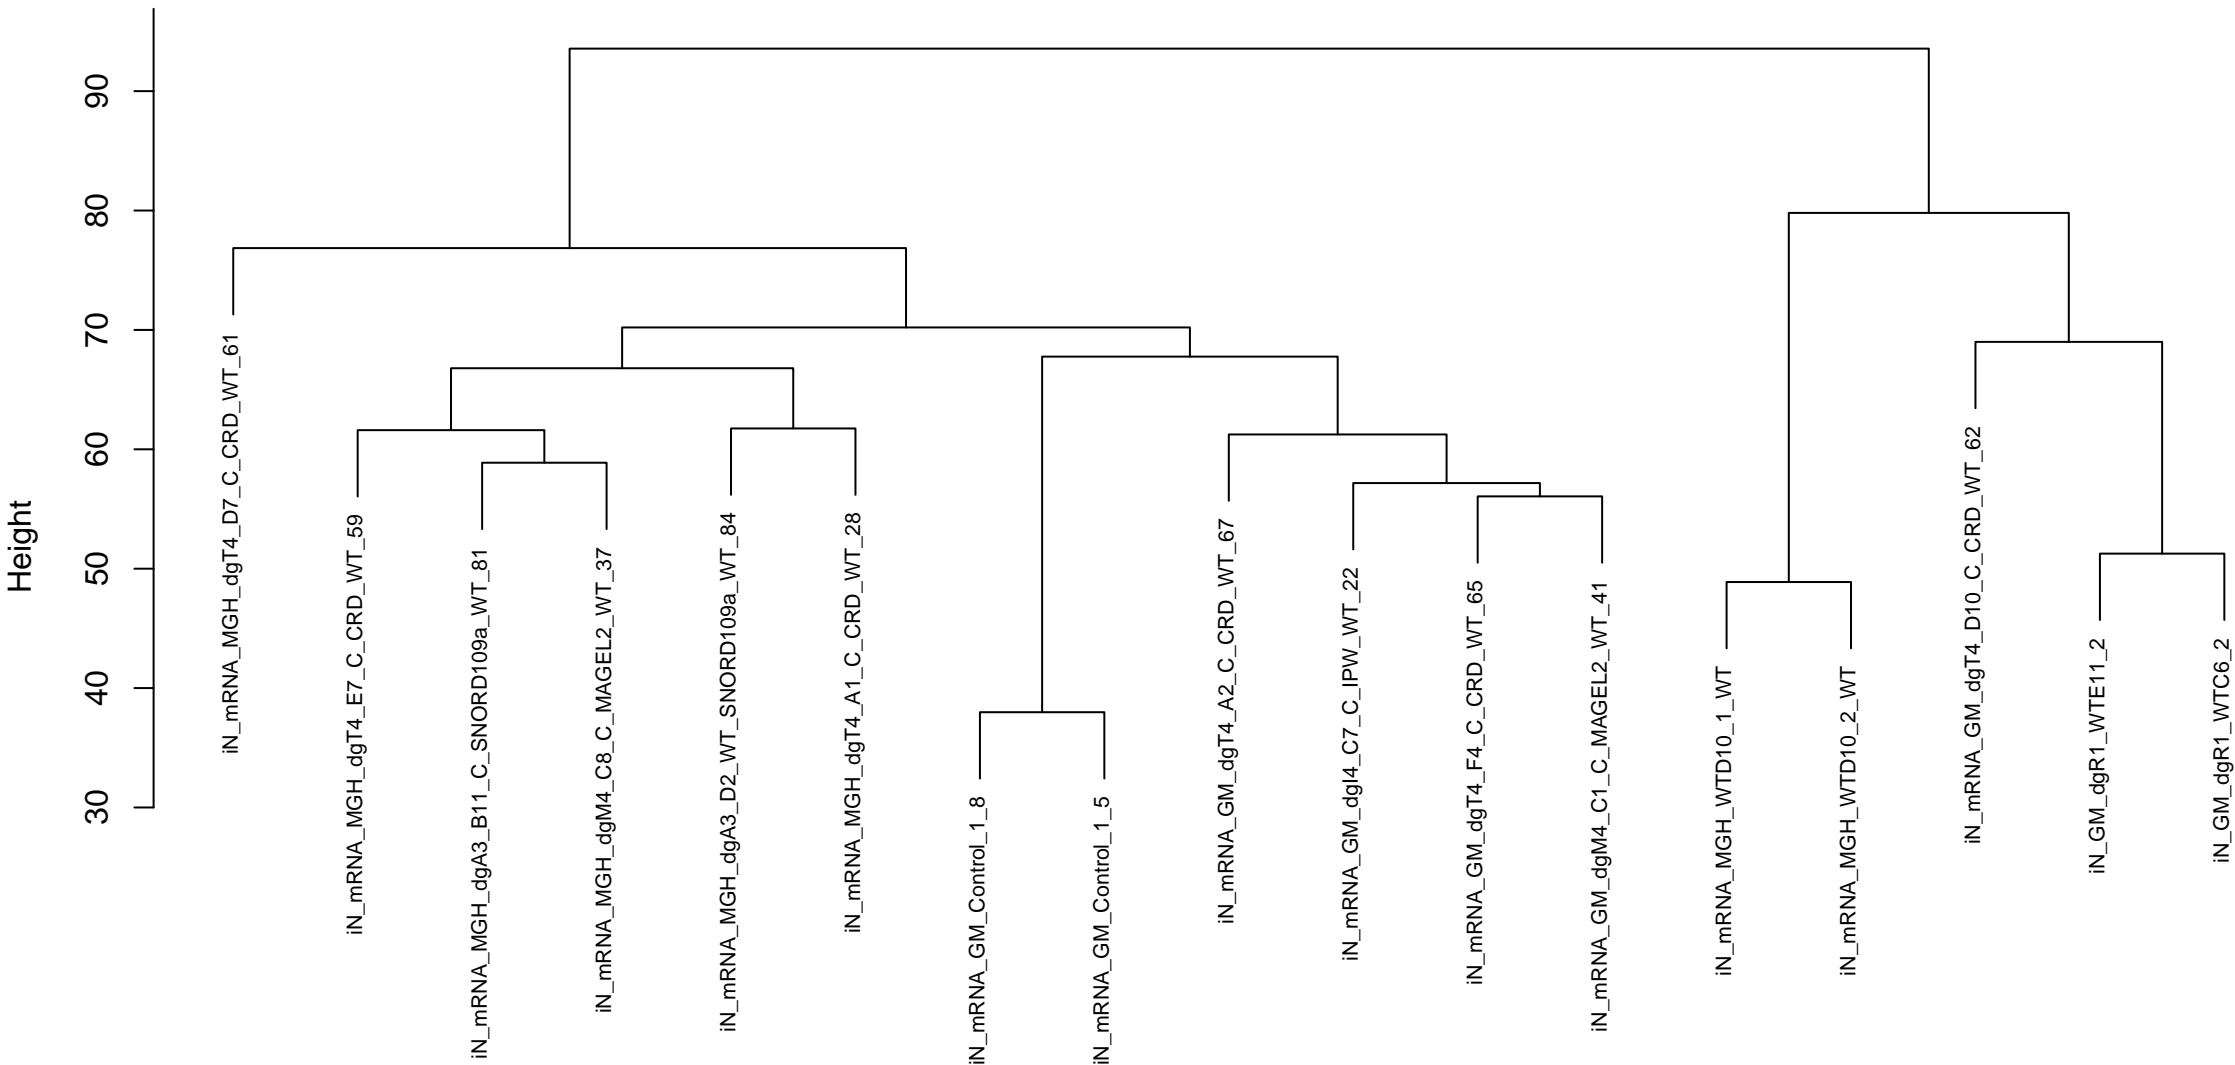 Height
90
80
70
60
50
40
30
iN_mRNA_MGH_dgT4_D7_C_CRD_WT_61
iN_mRNA_MGH_dgT4_E7_C_CRD_WT_59
iN_mRNA_MGH_dgA3_B11_C_SNORD109a_WT_81
iN_mRNA_MGH_dgM4_C8_C_MAGEL2_WT_37
iN_mRNA_MGH_dgA3_D2_WT_SNORD109a_WT_84
iN_mRNA_MGH_dgT4_A1_C_CRD_WT_28
iN_mRNA_GM_Control_1_8
iN_mRNA_GM_Control_1_5
iN_mRNA_GM_dgT4_A2_C_CRD_WT_67
iN_mRNA_GM_dgI4_C7_C_IPW_WT_22
iN_mRNA_GM_dgT4_F4_C_CRD_WT_65
iN_mRNA_GM_dgM4_C1_C_MAGEL2_WT_41
iN_mRNA_MGH_WTD10_1_WT
iN_mRNA_MGH_WTD10_2_WT
iN_mRNA_GM_dgT4_D10_C_CRD_WT_62
iN_GM_dgR1_WTE11_2
iN_GM_dgR1_WTC6_2